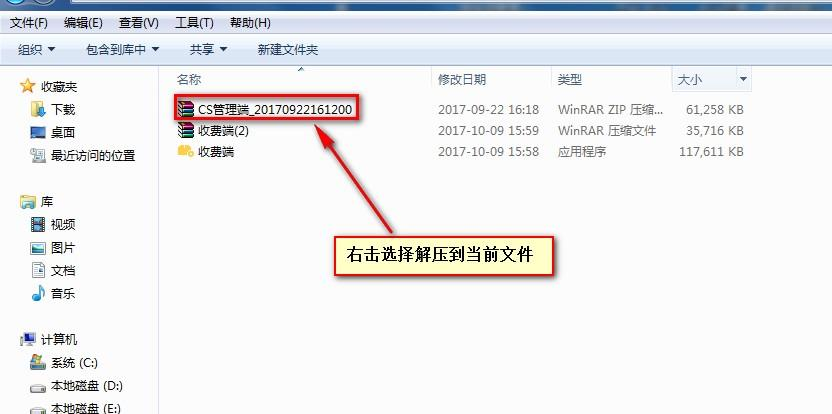 文件(F) 编辑(E) 查看(V) 工具(T) 帮助(H)
组织 包含到库中 共享 新建文件夹
收藏夹
下载
桌面
最近访问的位置
库
视频
图片
文档
音乐
计算机
系统 (C:)
本地磁盘 (D:)
本地磁盘 (E:)
名称 修改日期 类型 大小
CS管理端_20170922161200 2017-09-22 16:18 WinRAR ZIP 压缩... 61,258 KB
收费端(2) 2017-10-09 15:59 WinRAR 压缩文件 35,716 KB
收费端 2017-10-09 15:58 应用程序 117,611 KB
右击选择解压到当前文件